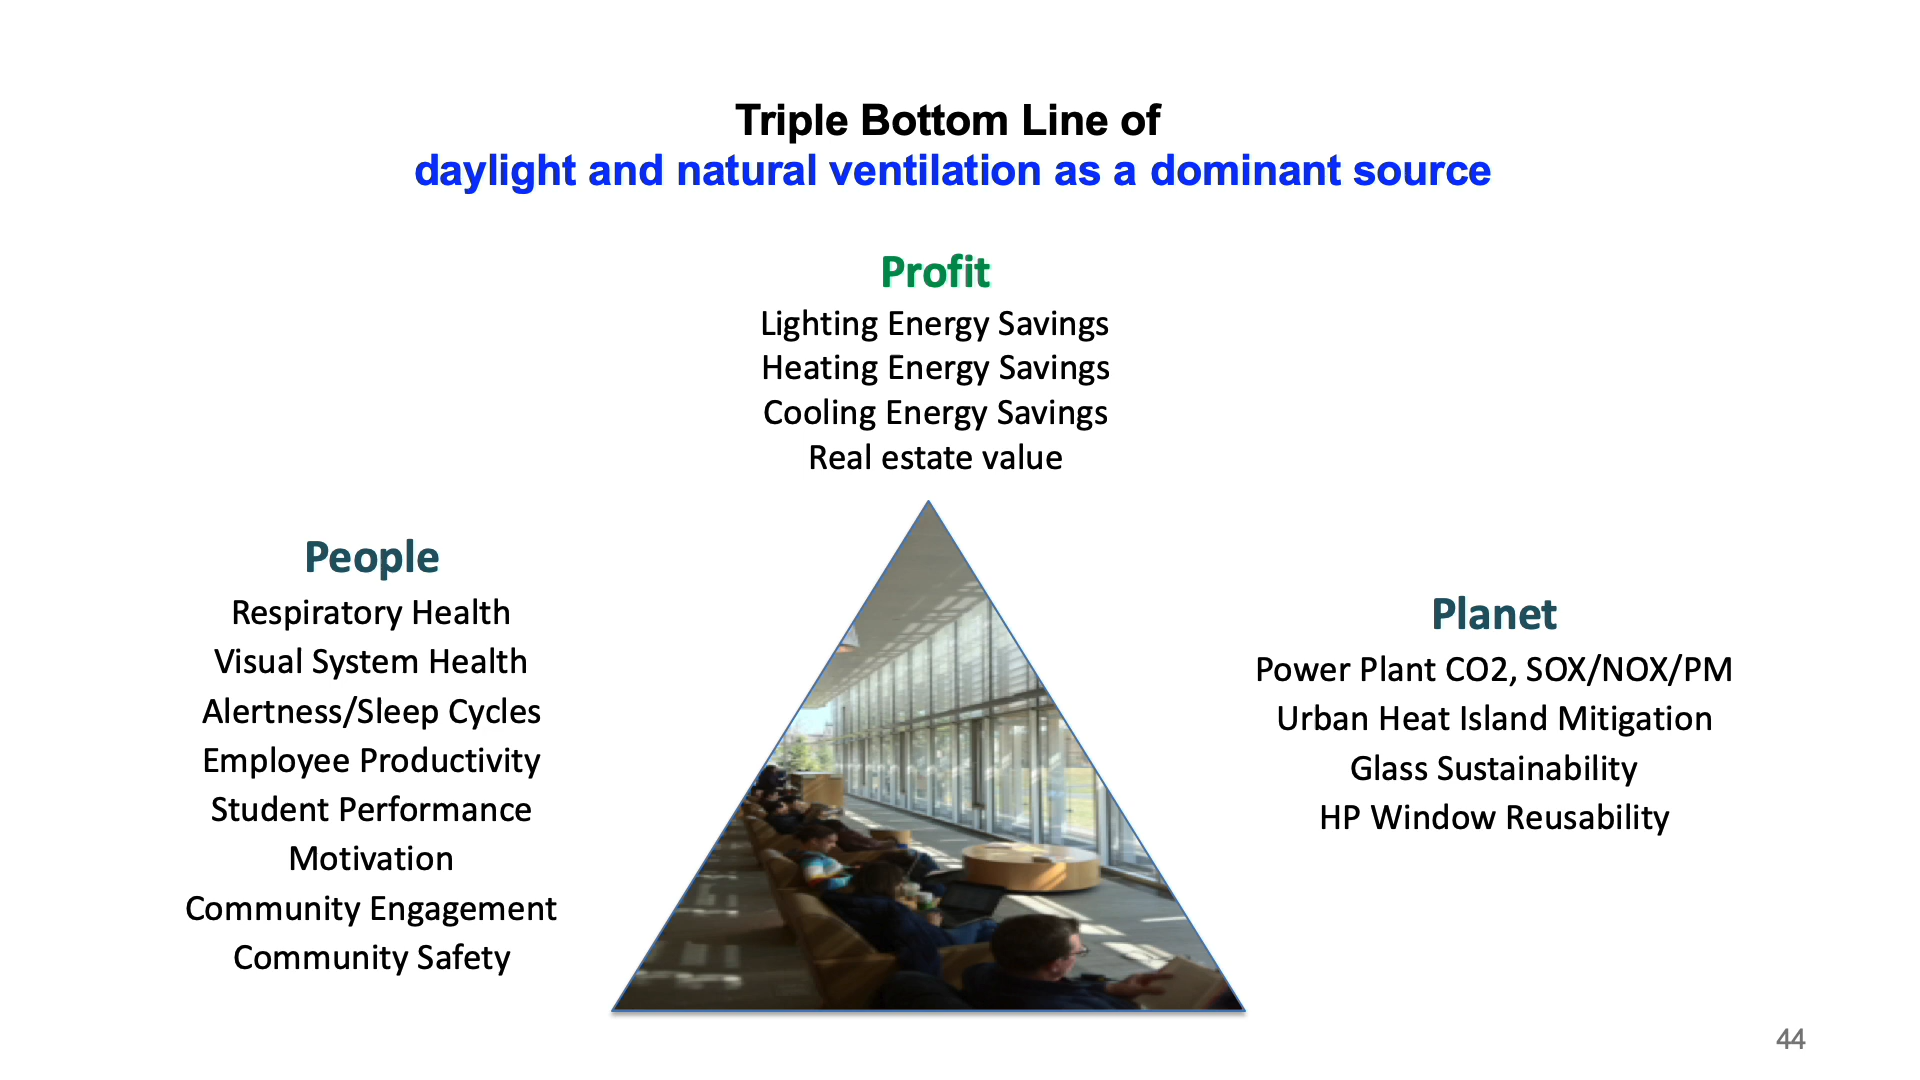 Triple Bottom Line of
daylight and natural ventilation as a dominant source
Profit
Lighting Energy Savings
Heating Energy Savings
Cooling Energy Savings
Real estate value
People
Respiratory Health
Visual System Health
Alertness/Sleep Cycles
Employee Productivity
Student Performance
Motivation
Community Engagement
Community Safety
Planet
Power Plant CO2, SOX/NOX/PM
Urban Heat Island Mitigation
Glass Sustainability
HP Window Reusability
44